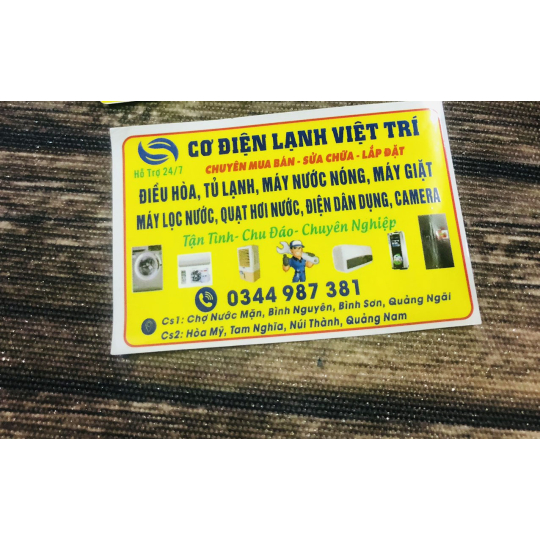 CƠ ĐIỆN LẠNH VIỆT TRÍ
Hỗ Trợ 24/7
CHUYÊN MUA BÁN - SỬA CHỮA - LẮP ĐẶT
ĐIỀU HÒA, TỦ LẠNH, MÁY NƯỚC NÓNG, MÁY GIẶT
MÁY LỌC NƯỚC, QUẠT HƠI NƯỚC, ĐIỆN DÂN DỤNG, CAMERA
Tận Tình- Chu Đáo- Chuyên Nghiệp
0344 987 381
Cs1: Chợ Nước Mặn, Bình Nguyên, Bình Sơn, Quảng Ngãi
Cs2: Hòa Mỹ, Tam Nghĩa, Núi Thành, Quảng Nam